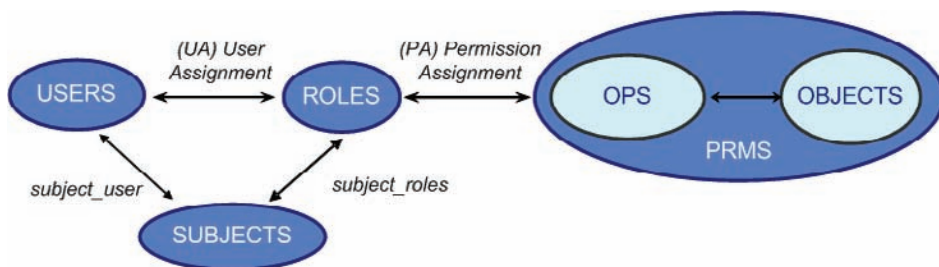 (UA) User
Assignment
(PA) Permission
Assignment
USERS
ROLES
OPS
OBJECTS
PRMS
subject_user
subject_roles
SUBJECTS